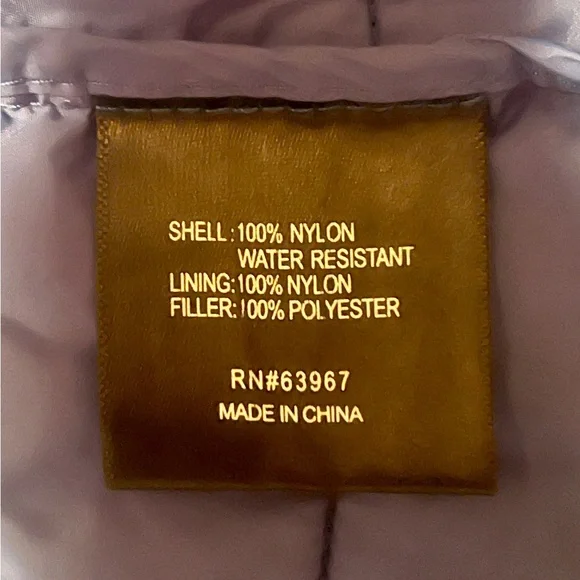 SHELL: 100% NYLON
WATER RESISTANT
LINING: 100% NYLON
FILLER: 100% POLYESTER
RN#63967
MADE IN CHINA